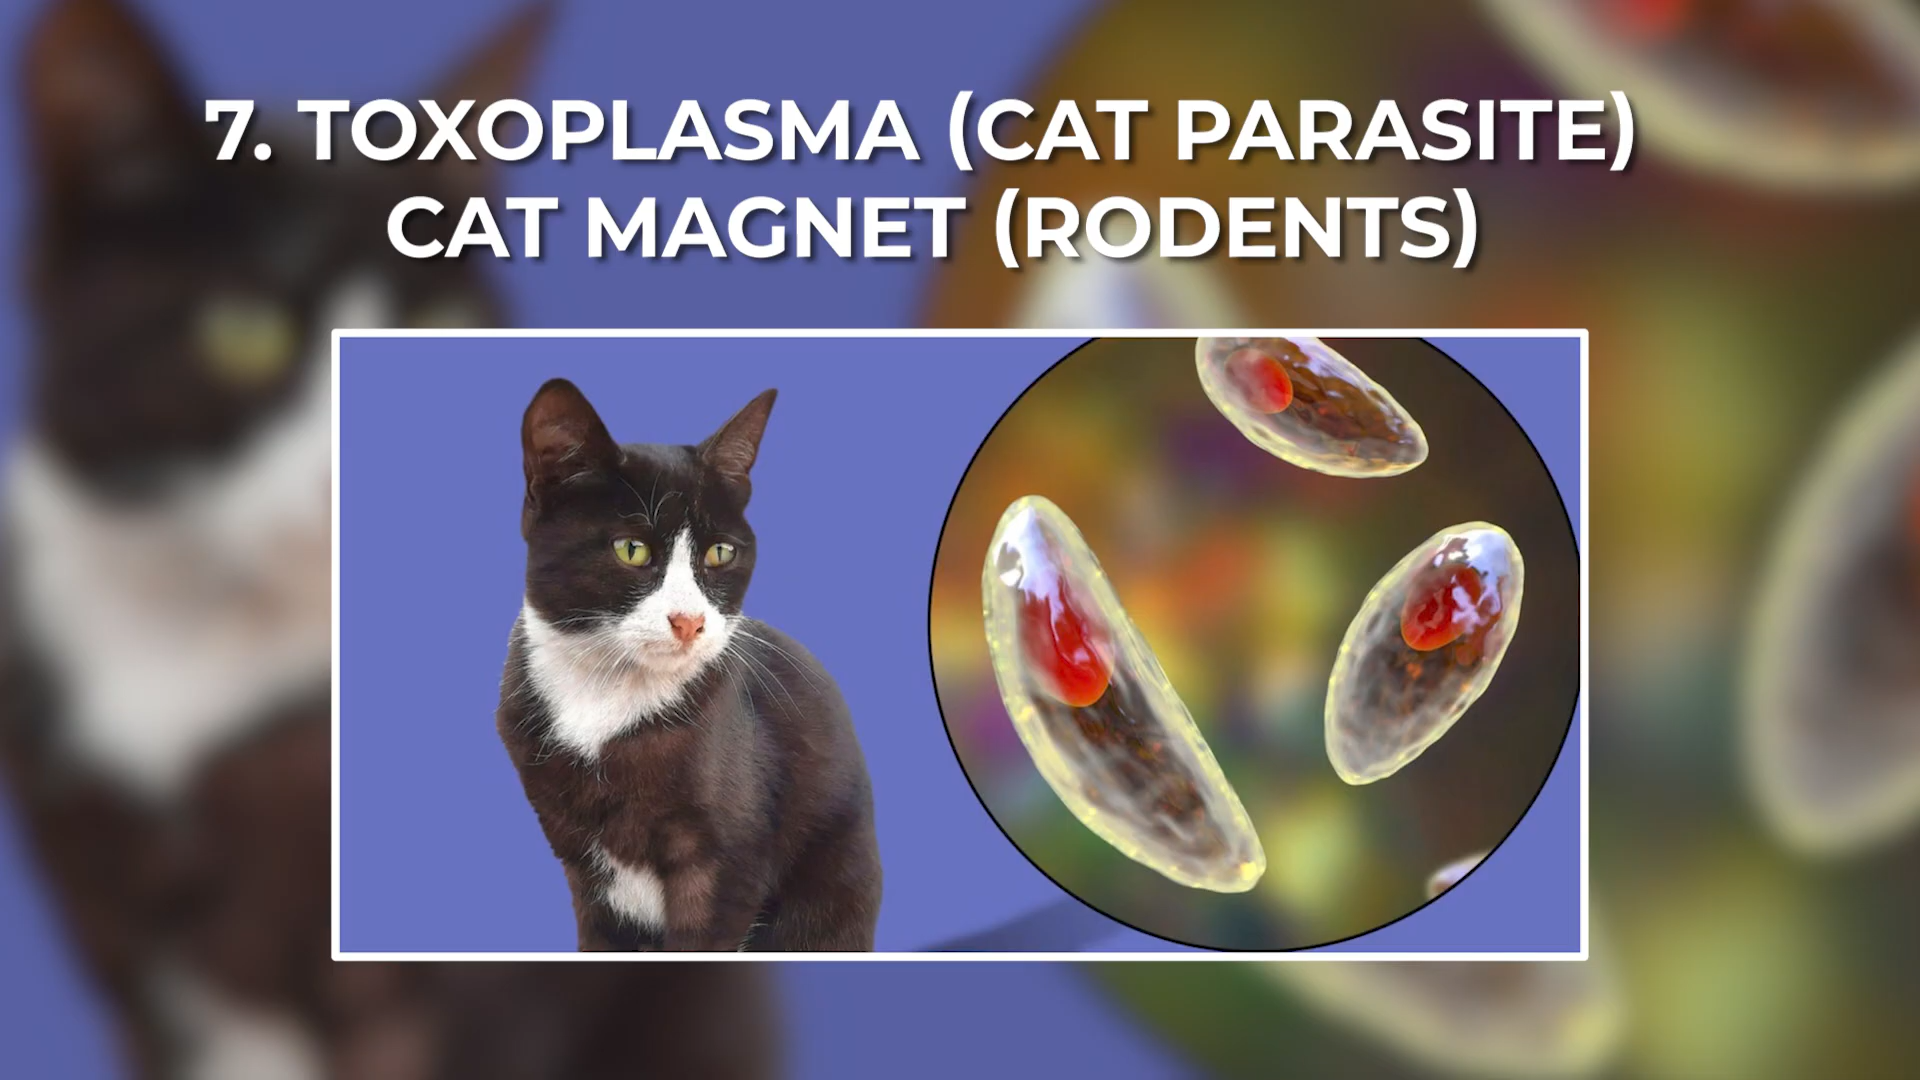 7. TOXOPLASMA (CAT PARASITE)
CAT MAGNET (RODENTS)